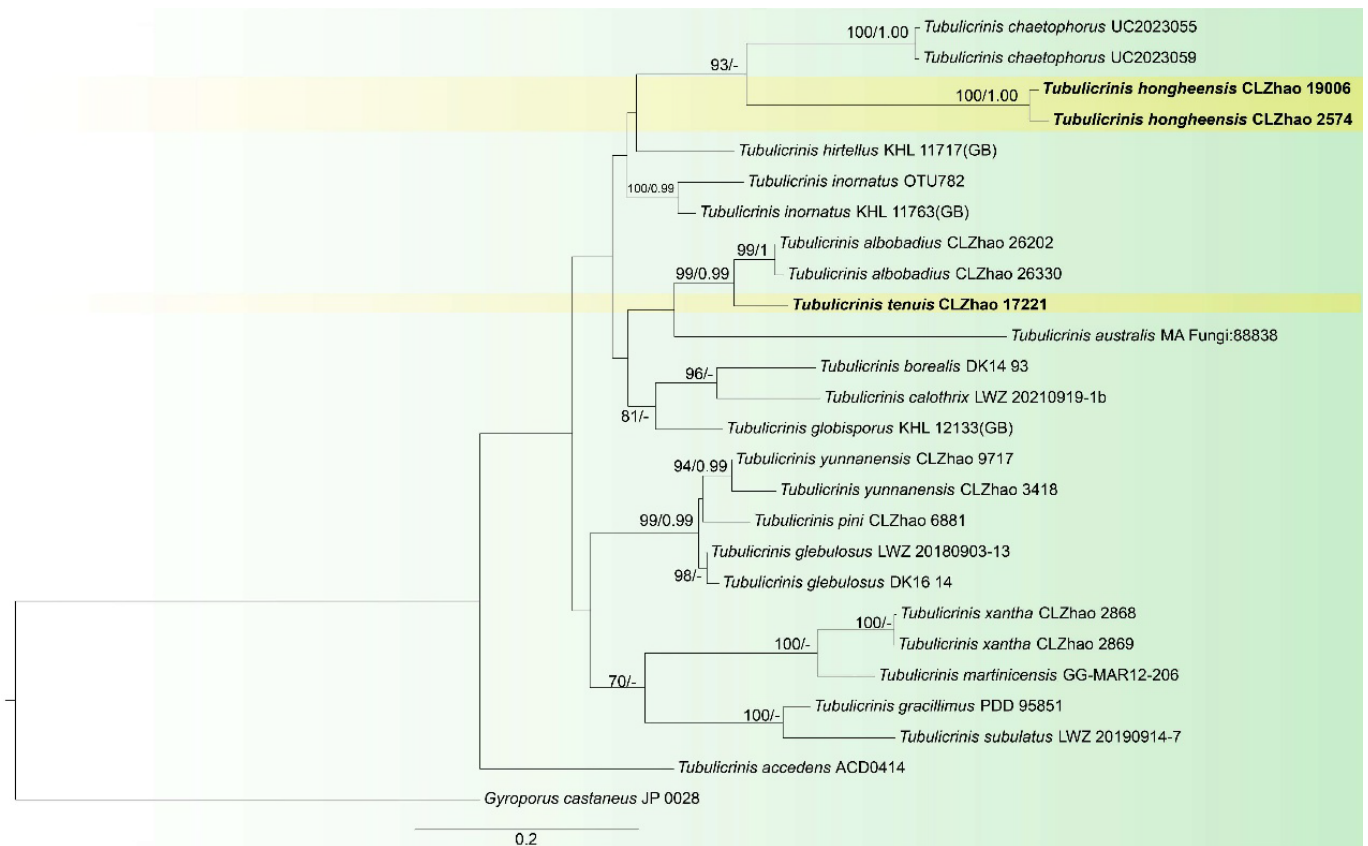 Tubulicrinis chaetophorus UC2023055
100/1.00
Tubulicrinis chaetophorus UC2023059
93/-
Tubulicrinis hongheensis CLZhao 19006
100/1.00
Tubulicrinis hongheensis CLZhao 2574
Tubulicrinis hirtellus KHL 11717(GB)
Tubulicrinis inornatus OTU782
100/0.99
Tubulicrinis inornatus KHL 11763(GB)
Tubulicrinis albobadius CLZhao 26202
99/1
Tubulicrinis albobadius CLZhao 26330
99/0.99
Tubulicrinis tenuis CLZhao 17221
Tubulicrinis australis MA Fungi:88838
Tubulicrinis borealis DK14 93
96/-
Tubulicrinis calothrix LWZ 20210919-1b
81/-
Tubulicrinis globisporus KHL 12133(GB)
Tubulicrinis yunnanensis CLZhao 9717
94/0.99
Tubulicrinis yunnanensis CLZhao 3418
99/0.99
Tubulicrinis pini CLZhao 6881
Tubulicrinis glebulosus LWZ 20180903-13
98/-
Tubulicrinis glebulosus DK16 14
Tubulicrinis xantha CLZhao 2868
100/-
Tubulicrinis xantha CLZhao 2869
100/-
Tubulicrinis martinicensis GG-MAR12-206
70/-
Tubulicrinis gracillimus PDD 95851
100/-
Tubulicrinis subulatus LWZ 20190914-7
Tubulicrinis accedens ACD0414
Gyroporus castaneus JP 0028
0.2